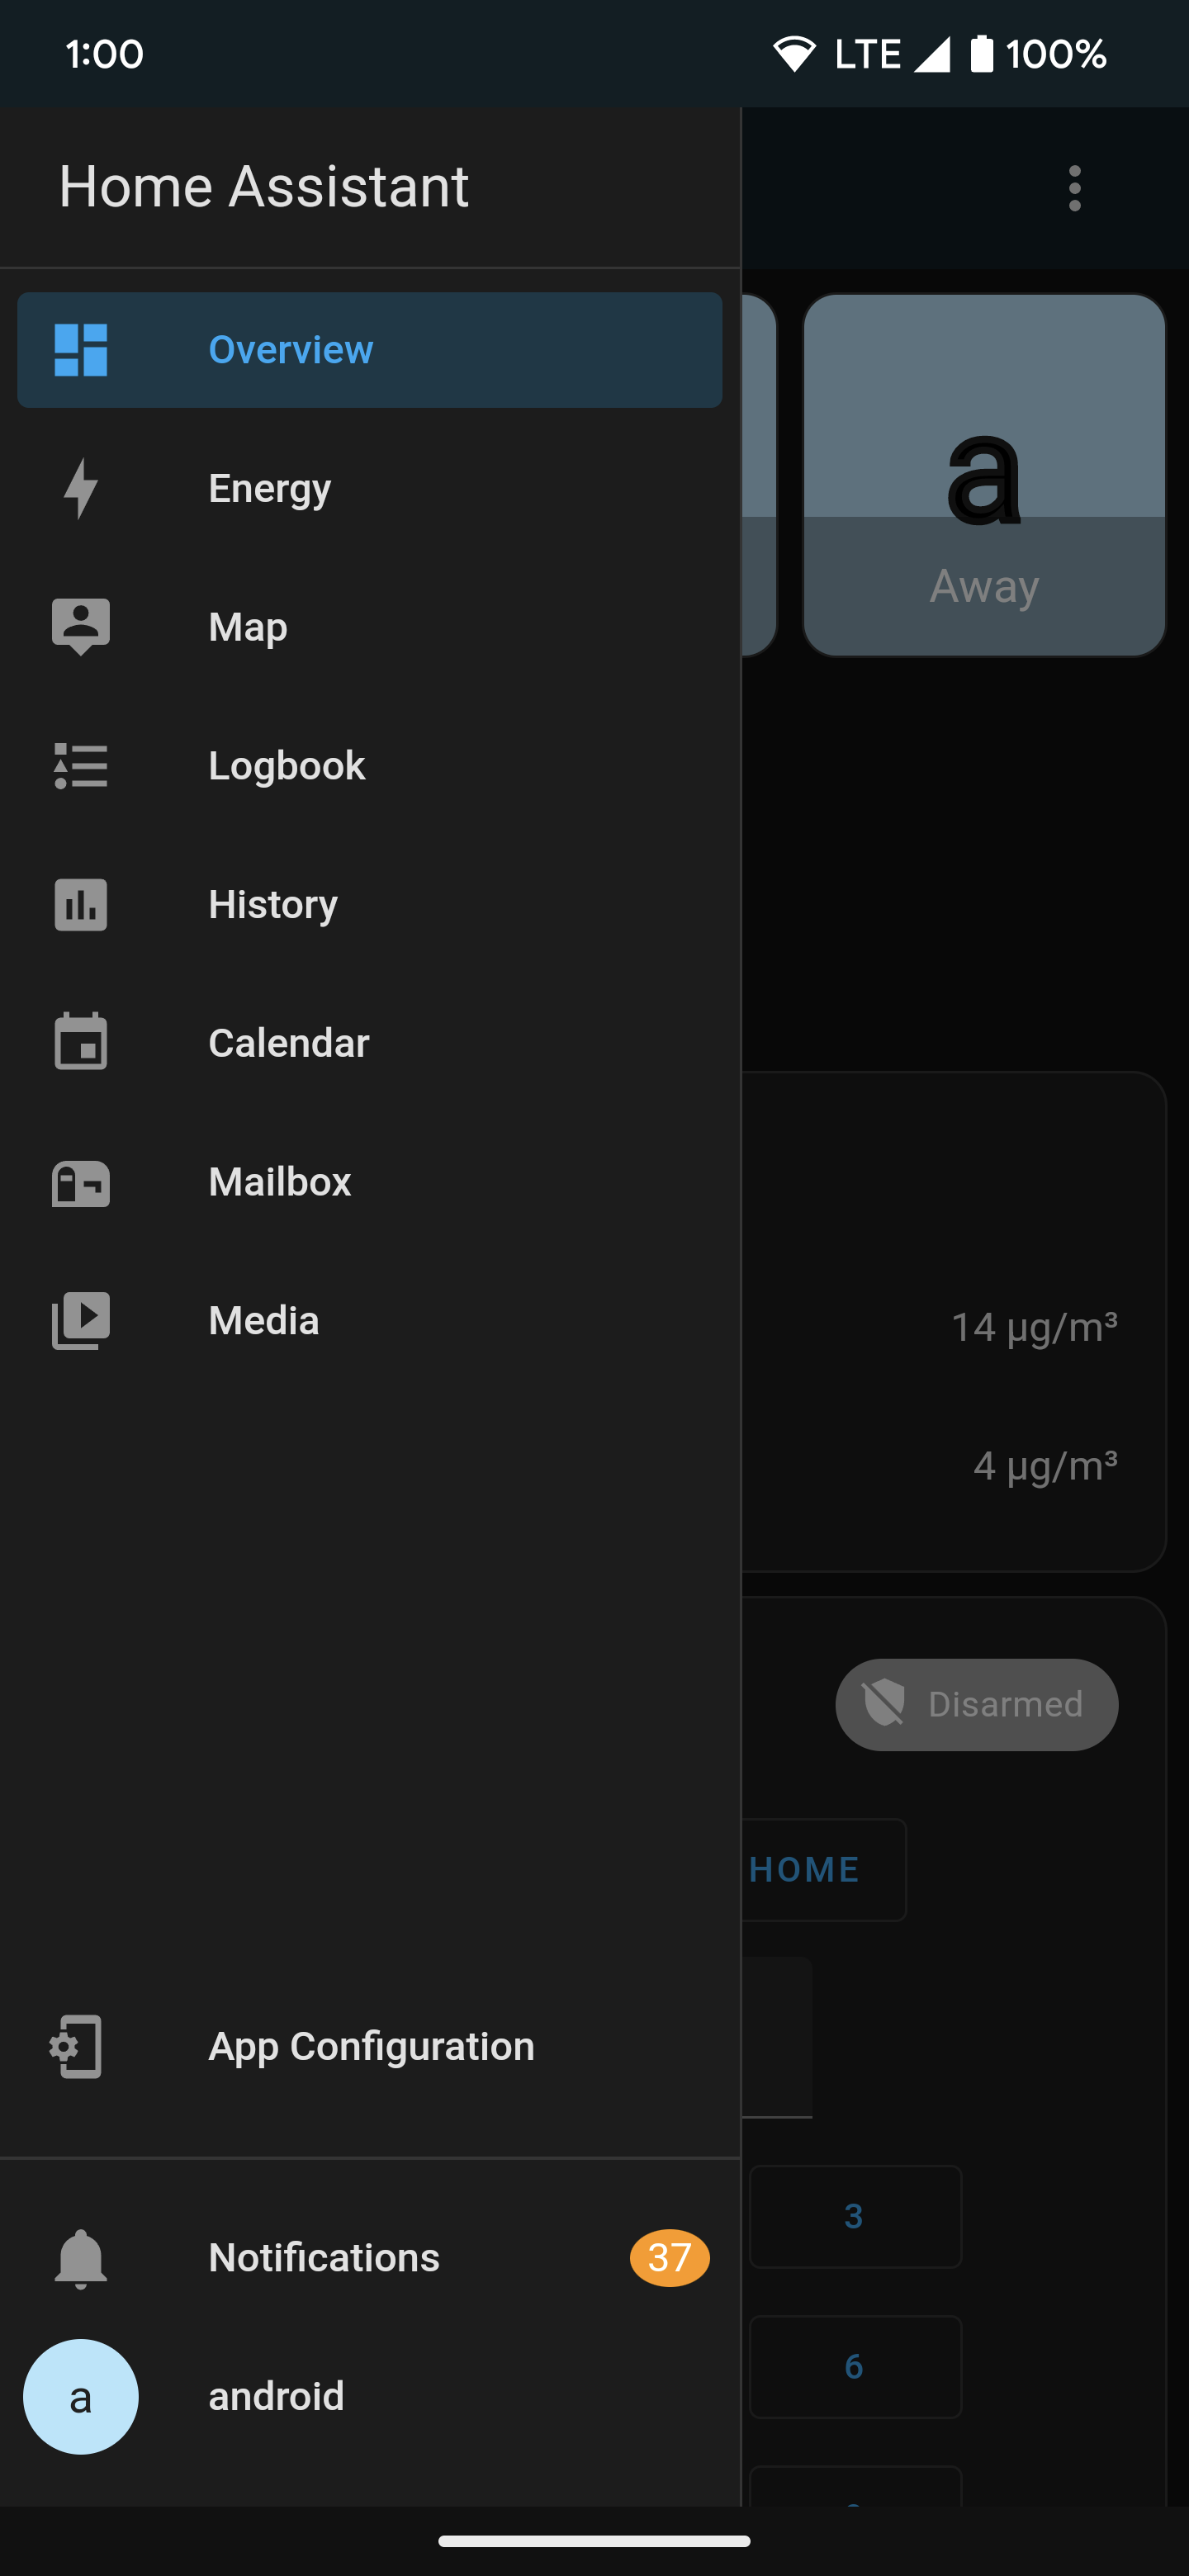 1:00
LTE
100%
Home Assistant
Overview
Energy
a
Map
Away
Logbook
History
Calendar
Mailbox
Media
14 µg/m³
4 µg/m³
Disarmed
HOME
App Configuration
3
Notifications
37
6
a
android